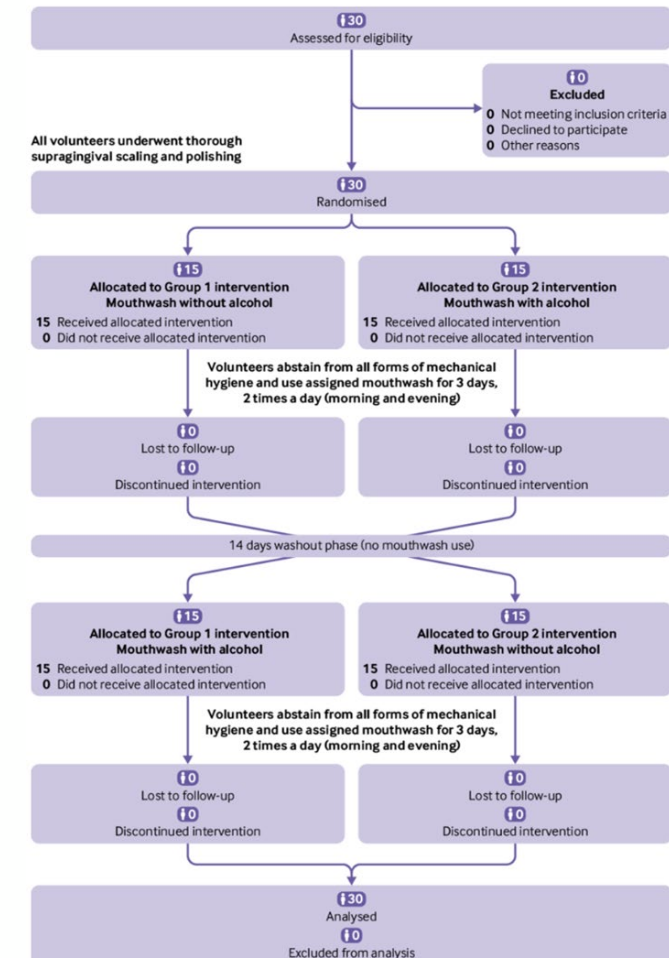 30
Assessed for eligibility
0
Excluded
0 Not meeting inclusion criteria
0 Declined to participate
0 Other reasons
All volunteers underwent thorough
supragingival scaling and polishing
30
Randomised
15
Allocated to Group 1 intervention
Mouthwash without alcohol
15 Received allocated intervention
0 Did not receive allocated intervention
15
Allocated to Group 2 intervention
Mouthwash with alcohol
15 Received allocated intervention
0 Did not receive allocated intervention
Volunteers abstain from all forms of mechanical
hygiene and use assigned mouthwash for 3 days,
2 times a day (morning and evening)
0
Lost to follow-up
0
Discontinued intervention
0
Lost to follow-up
0
Discontinued intervention
14 days washout phase (no mouthwash use)
15
Allocated to Group 1 intervention
Mouthwash with alcohol
15 Received allocated intervention
0 Did not receive allocated intervention
15
Allocated to Group 2 intervention
Mouthwash without alcohol
15 Received allocated intervention
0 Did not receive allocated intervention
Volunteers abstain from all forms of mechanical
hygiene and use assigned mouthwash for 3 days,
2 times a day (morning and evening)
0
Lost to follow-up
0
Discontinued intervention
0
Lost to follow-up
0
Discontinued intervention
30
Analysed
0
Excluded from analysis